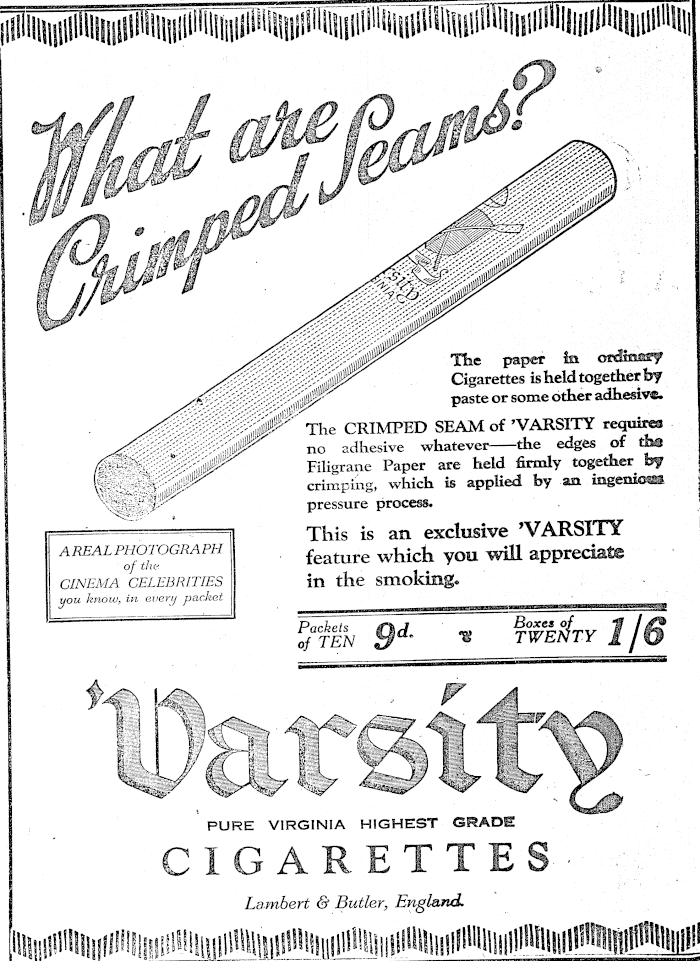 What are
Crimped Seams?
The paper in ordinary
Cigarettes is held together by
paste or some other adhesive.
The CRIMPED SEAM of 'VARSITY requires
no adhesive whatever—the edges of the
Filigrane Paper are held firmly together by
crimping, which is applied by an ingenious
pressure process.
This is an exclusive 'VARSITY
feature which you will appreciate
in the smoking.
A REAL PHOTOGRAPH
of the
CINEMA CELEBRITIES
you know, in every packet
Packets
of TEN 9d.
Boxes of
TWENTY 1/6
'Varsity
PURE VIRGINIA HIGHEST GRADE
CIGARETTES
Lambert & Butler, England.